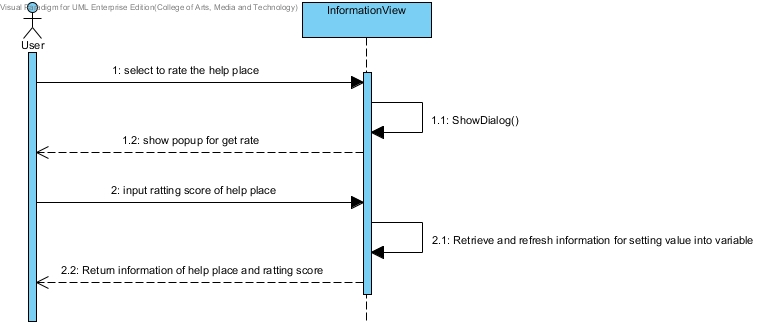 Visual Paradigm for UML Enterprise Edition(College of Arts, Media and Technology)
InformationView
User
1: select to rate the help place
1.1: ShowDialog()
1.2: show popup for get rate
2: input ratting score of help place
2.1: Retrieve and refresh information for setting value into variable
2.2: Return information of help place and ratting score